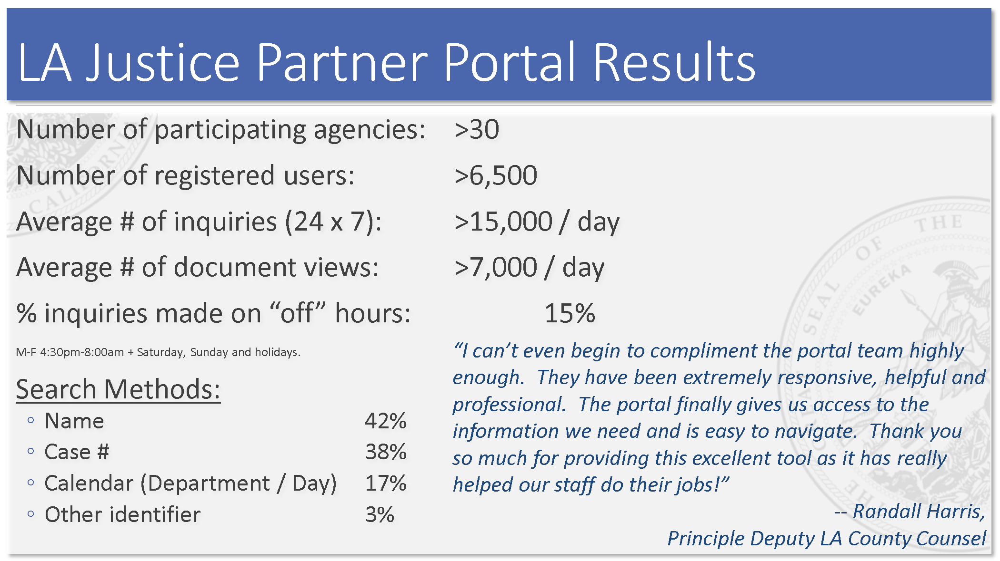 LA Justice Partner Portal Results
Number of participating agencies: >30
Number of registered users: >6,500
Average # of inquiries (24 x 7): >15,000 / day
Average # of document views: >7,000 / day
% inquiries made on “off” hours: 15%
M-F 4:30pm-8:00am + Saturday, Sunday and holidays.
Search Methods:
◦ Name 42%
◦ Case # 38%
◦ Calendar (Department / Day) 17%
◦ Other identifier 3%
“I can’t even begin to compliment the portal team highly
enough.  They have been extremely responsive, helpful and
professional.  The portal finally gives us access to the
information we need and is easy to navigate.  Thank you
so much for providing this excellent tool as it has really
helped our staff do their jobs!”
-- Randall Harris,
Principle Deputy LA County Counsel
CALIFORNIA
SEAL OF THE
EUREKA
THE